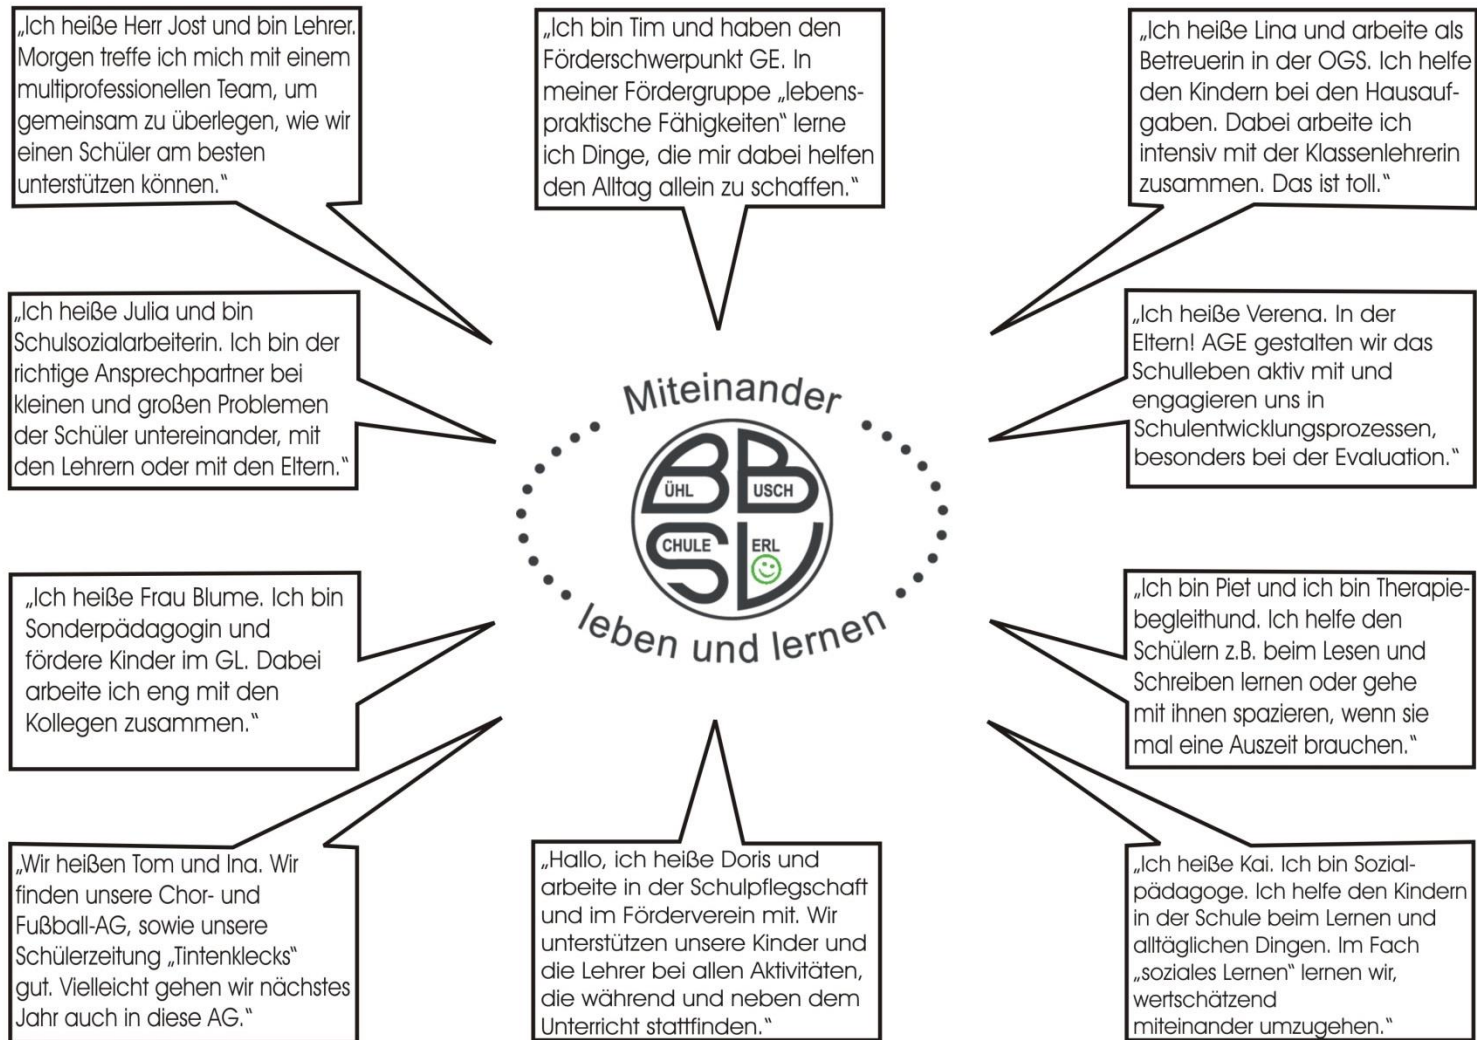 „Ich heiße Herr Jost und bin Lehrer.
Morgen treffe ich mich mit einem
multiprofessionellen Team, um
gemeinsam zu überlegen, wie wir
einen Schüler am besten
unterstützen können.“
„Ich bin Tim und haben den
Förderschwerpunkt GE. In
meiner Fördergruppe „lebens-
praktische Fähigkeiten“ lerne
ich Dinge, die mir dabei helfen
den Alltag allein zu schaffen.“
„Ich heiße Lina und arbeite als
Betreuerin in der OGS. Ich helfe
den Kindern bei den Hausauf-
gaben. Dabei arbeite ich
intensiv mit der Klassenlehrerin
zusammen. Das ist toll.“
„Ich heiße Julia und bin
Schulsozialarbeiterin. Ich bin der
richtige Ansprechpartner bei
kleinen und großen Problemen
der Schüler untereinander, mit
den Lehrern oder mit den Eltern.“
Miteinander
BÜHL BUSCH
SCHULE VERL
leben und lernen
„Ich heiße Verena. In der
Eltern! AGE gestalten wir das
Schulleben aktiv mit und
engagieren uns in
Schulentwicklungsprozessen,
besonders bei der Evaluation.“
„Ich heiße Frau Blume. Ich bin
Sonderpädagogin und
fördere Kinder im GL. Dabei
arbeite ich eng mit den
Kollegen zusammen.“
„Ich bin Piet und ich bin Therapie-
begleithund. Ich helfe den
Schülern z.B. beim Lesen und
Schreiben lernen oder gehe
mit ihnen spazieren, wenn sie
mal eine Auszeit brauchen.“
„Wir heißen Tom und Ina. Wir
finden unsere Chor- und
Fußball-AG, sowie unsere
Schülerzeitung „Tintenklecks“
gut. Vielleicht gehen wir nächstes
Jahr auch in diese AG.“
„Hallo, ich heiße Doris und
arbeite in der Schulpflegschaft
und im Förderverein mit. Wir
unterstützen unsere Kinder und
die Lehrer bei allen Aktivitäten,
die während und neben dem
Unterricht stattfinden.“
„Ich heiße Kai. Ich bin Sozial-
pädagoge. Ich helfe den Kindern
in der Schule beim Lernen und
alltäglichen Dingen. Im Fach
„soziales Lernen“ lernen wir,
wertschätzend
miteinander umzugehen.“